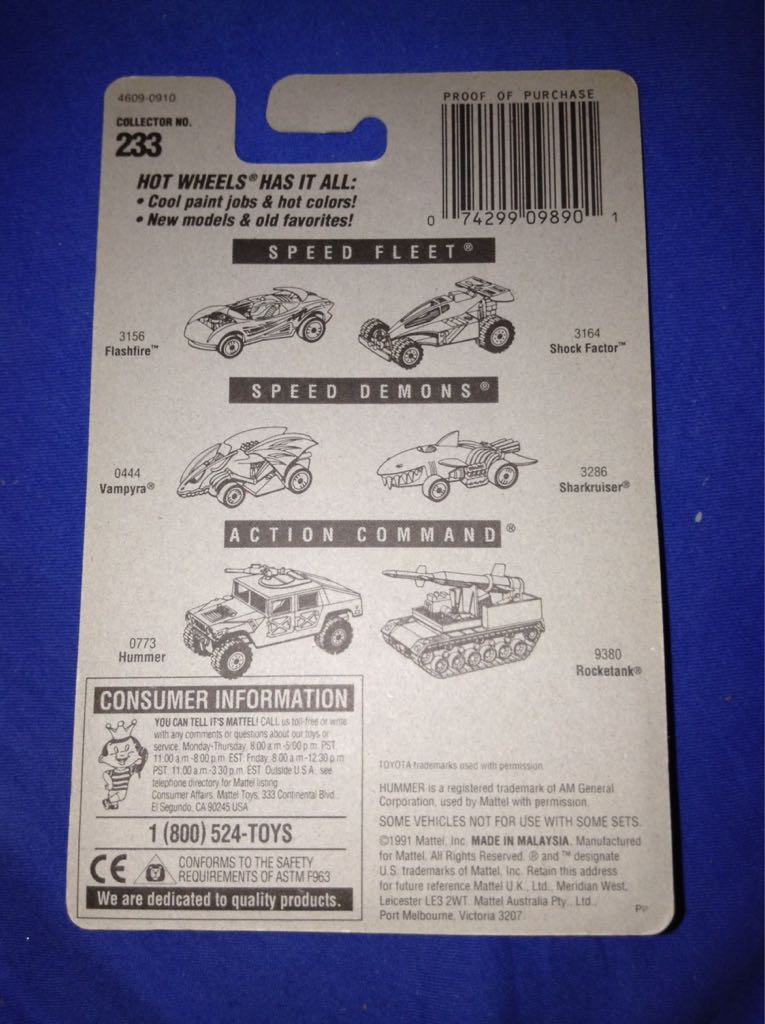 4609-0910
COLLECTOR NO.
233
PROOF OF PURCHASE
0 74299 09890 1
HOT WHEELS® HAS IT ALL:
• Cool paint jobs & hot colors!
• New models & old favorites!
SPEED FLEET®
3156
Flashfire™
3164
Shock Factor™
SPEED DEMONS®
0444
Vampyra®
3286
Sharkruiser®
ACTION COMMAND®
0773
Hummer
9380
Rocketank®
CONSUMER INFORMATION
YOU CAN TELL IT'S MATTEL! CALL us toll-free or write
with any comments or questions about our toys or
service. Monday-Thursday, 8:00 a.m.-5:00 p.m. PST,
11:00 a.m.-8:00 p.m. EST. Friday, 8:00 a.m.-12:30 p.m.
PST, 11:00 a.m.-3:30 p.m. EST. Outside U.S.A. see
telephone directory for Mattel listing.
Consumer Affairs, Mattel Toys, 333 Continental Blvd.
El Segundo, CA 90245 USA
1 (800) 524-TOYS
CE
CONFORMS TO THE SAFETY
REQUIREMENTS OF ASTM F963
We are dedicated to quality products.
TOYOTA trademarks used with permission.
HUMMER is a registered trademark of AM General
Corporation, used by Mattel with permission.
SOME VEHICLES NOT FOR USE WITH SOME SETS.
©1991 Mattel, Inc. MADE IN MALAYSIA. Manufactured
for Mattel. All Rights Reserved. ® and ™ designate
U.S. trademarks of Mattel, Inc. Retain this address
for future reference: Mattel U.K., Ltd., Meridian West,
Leicester LE3 2WT. Mattel Australia Pty., Ltd.,
Port Melbourne, Victoria 3207.
PP